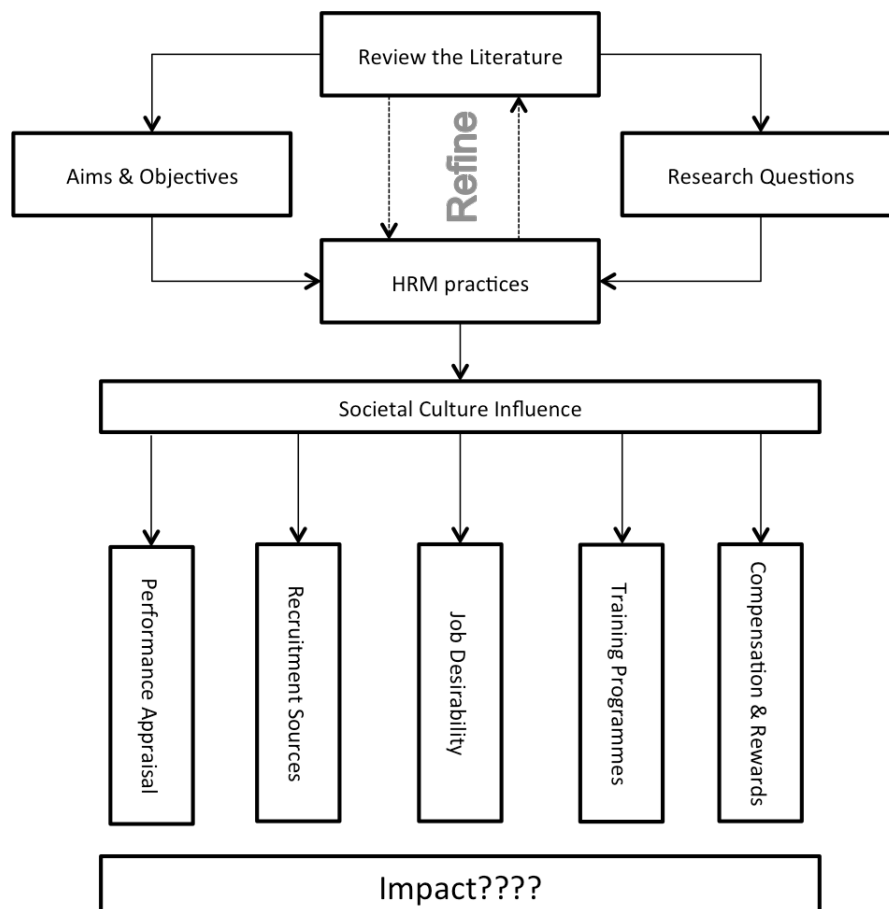 Review the Literature
Aims & Objectives
Refine
Research Questions
HRM practices
Societal Culture Influence
Performance Appraisal
Recruitment Sources
Job Desirability
Training Programmes
Compensation & Rewards
Impact????